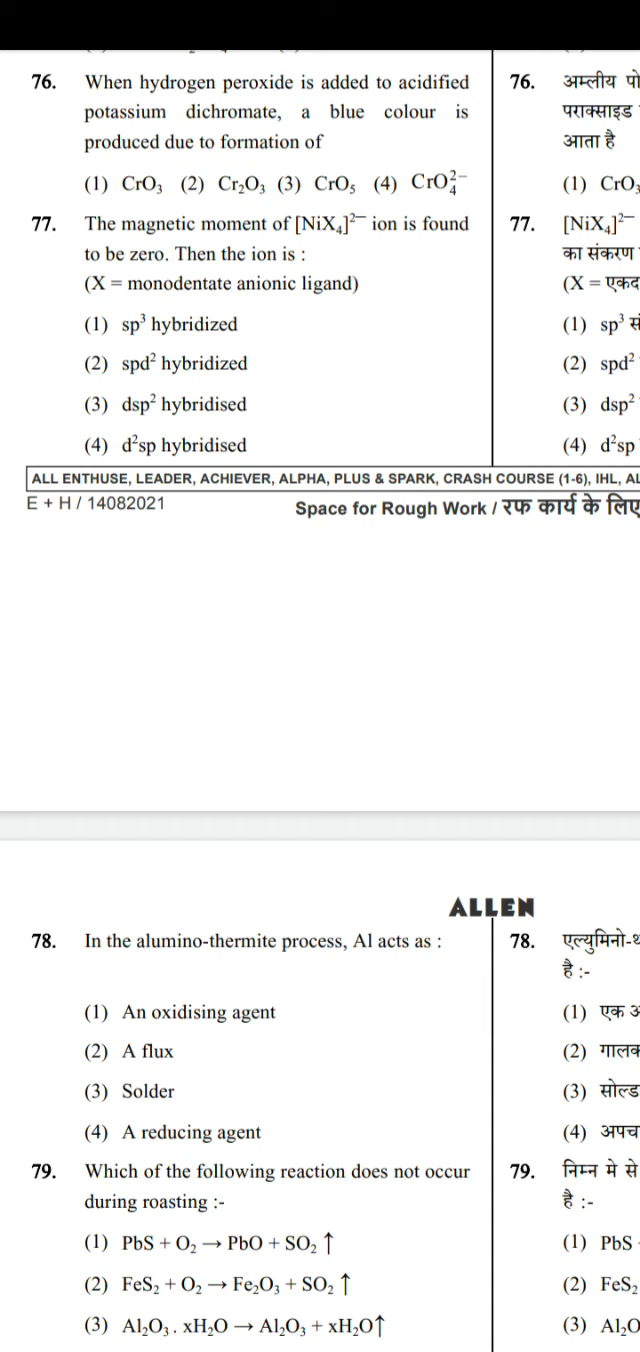 76. When hydrogen peroxide is added to acidified
potassium dichromate, a blue colour is
produced due to formation of
(1) CrO₃ (2) Cr₂O₃ (3) CrO₅ (4) CrO₄²⁻
77. The magnetic moment of [NiX₄]²⁻ ion is found
to be zero. Then the ion is :
(X = monodentate anionic ligand)
(1) sp³ hybridized
(2) spd² hybridized
(3) dsp² hybridised
(4) d²sp hybridised
76. अम्लीय
पराक्साइड
आता है
(1) CrO₃
77. [NiX₄]²⁻
का संकरण
(X =
(1) sp³
(2) spd²
(3) dsp²
(4) d²sp
ALL ENTHUSE, LEADER, ACHIEVER, ALPHA, PLUS & SPARK, CRASH COURSE (1-6), IHL,
E + H / 14082021
Space for Rough Work / रफ कार्य के लिए
ALLEN
78. In the alumino-thermite process, Al acts as :
(1) An oxidising agent
(2) A flux
(3) Solder
(4) A reducing agent
79. Which of the following reaction does not occur
during roasting :-
(1) PbS + O₂ → PbO + SO₂ ↑
(2) FeS₂ + O₂ → Fe₂O₃ + SO₂ ↑
(3) Al₂O₃ . xH₂O → Al₂O₃ + xH₂O↑
78. एल्युमिनो-
है :-
(1) एक
(2)
(3)
(4)
79. निम्न मे से
है :-
(1) PbS
(2) FeS₂
(3)